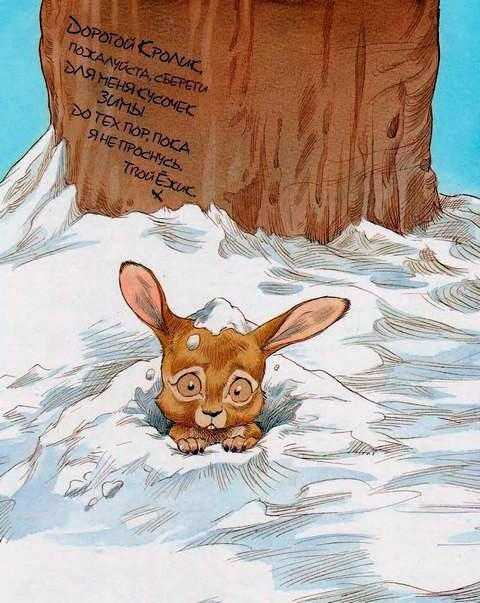 Дорогой Кролик,
пожалуйста, сбереги
для меня кусочек
зимы
до тех пор, пока
я не проснусь.
Твой Ёжик
x